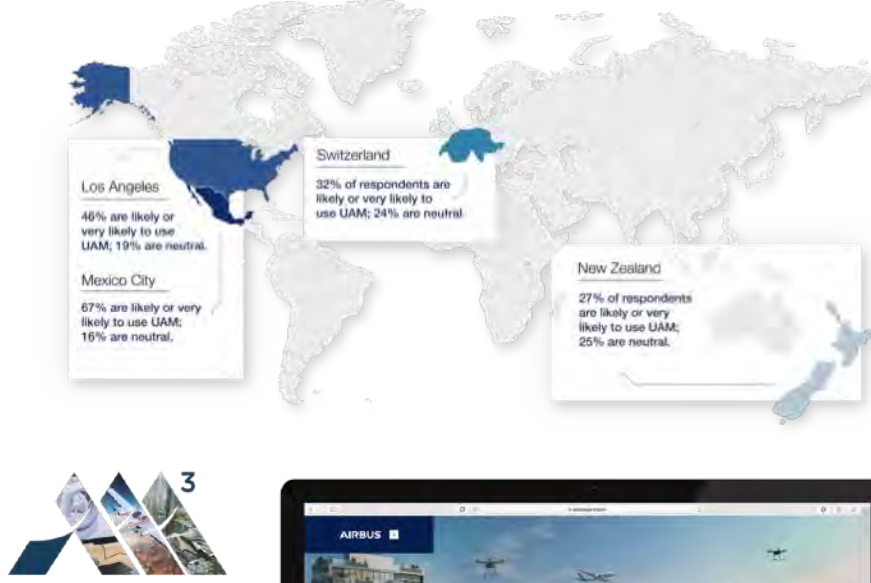 Los Angeles
46% are likely or
very likely to use
UAM; 19% are neutral.
Mexico City
67% are likely or very
likely to use UAM;
16% are neutral.
Switzerland
32% of respondents are
likely or very likely to
use UAM; 24% are neutral
New Zealand
27% of respondents
are likely or very
likely to use UAM;
25% are neutral.
3
AIRBUS